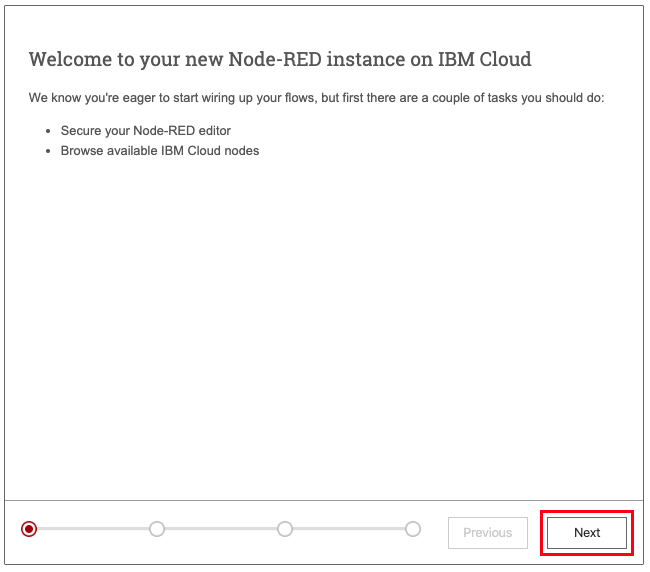 Welcome to your new Node-RED instance on IBM Cloud
We know you're eager to start wiring up your flows, but first there are a couple of tasks you should do:
• Secure your Node-RED editor
• Browse available IBM Cloud nodes
Previous
Next